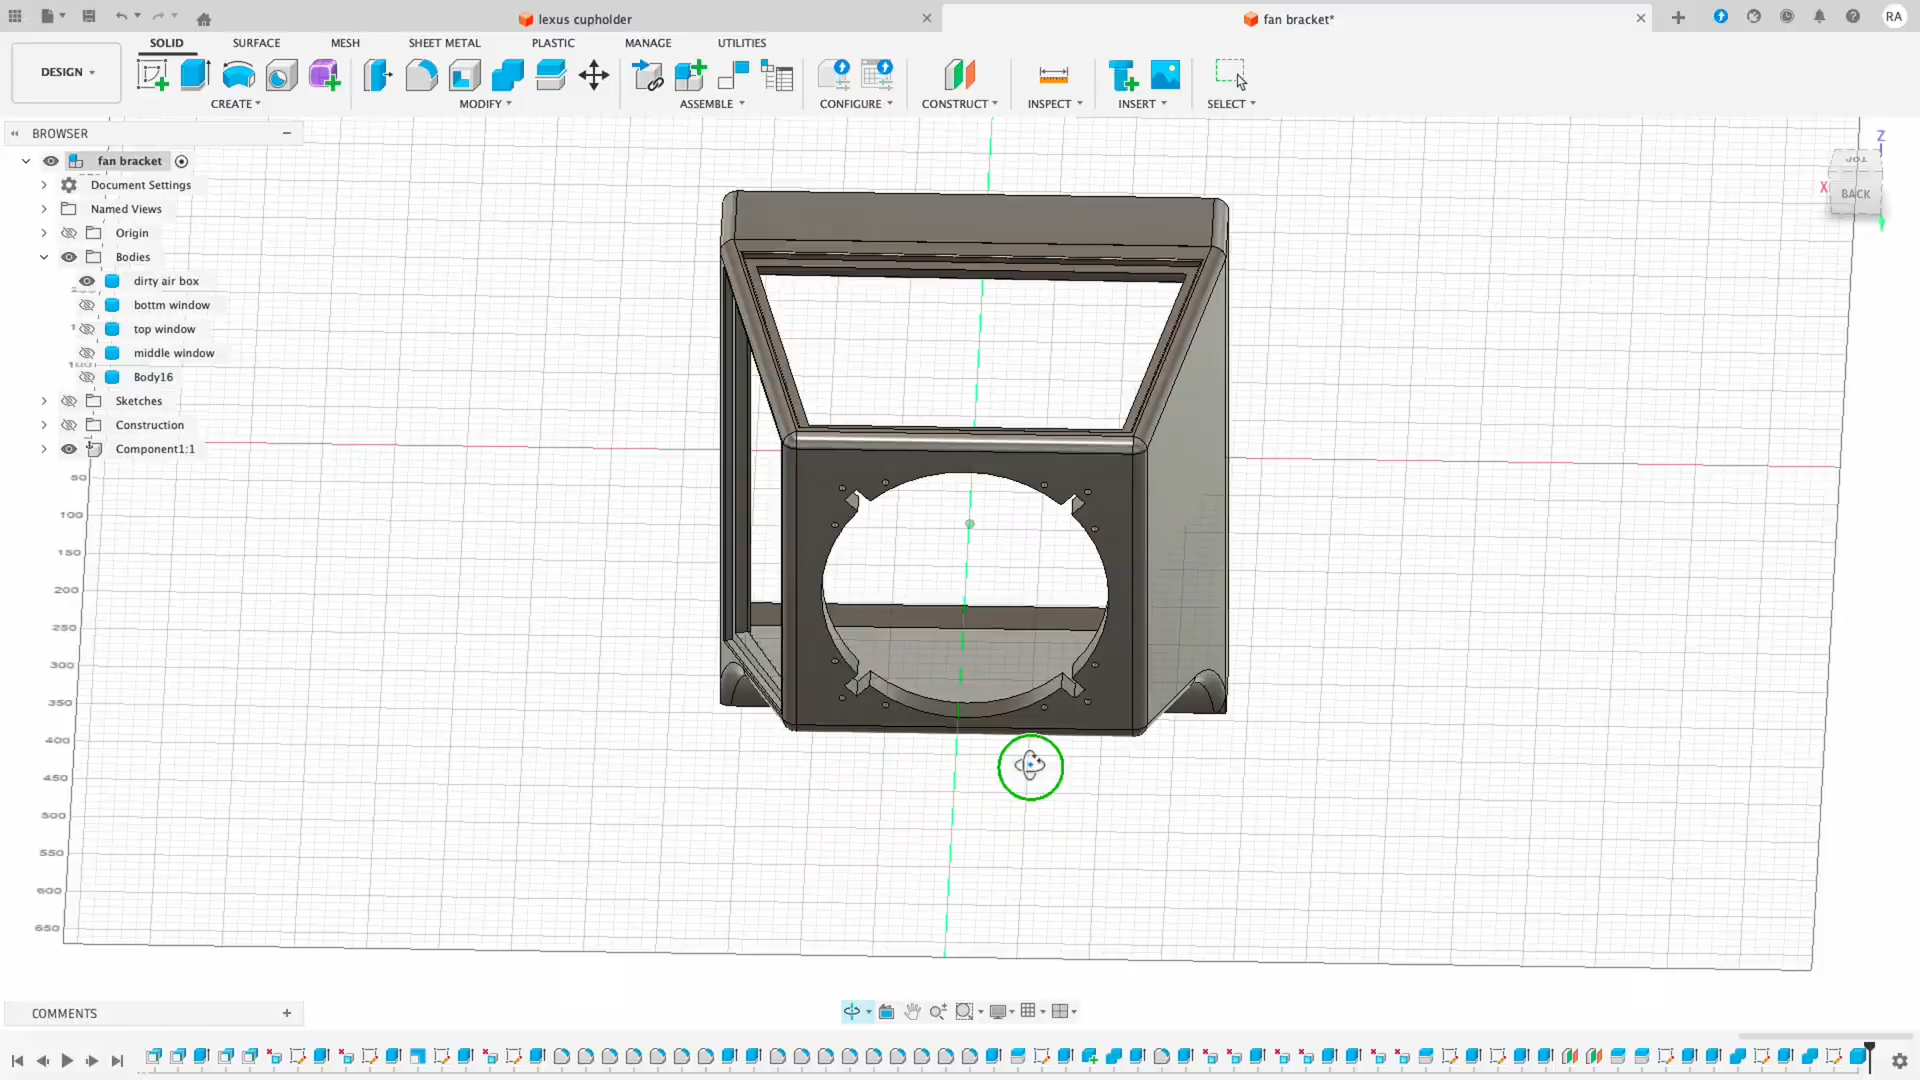 lexus cupholder
fan bracket*
RA
DESIGN
SOLID SURFACE MESH SHEET METAL PLASTIC MANAGE UTILITIES
CREATE MODIFY ASSEMBLE CONFIGURE CONSTRUCT INSPECT INSERT SELECT
BROWSER
fan bracket
Document Settings
Named Views
Origin
Bodies
dirty air box
bottm window
top window
middle window
Body16
Sketches
Construction
Component1:1
50
100
150
200
250
300
350
400
450
500
550
600
650
Z
TOP
X
BACK
COMMENTS